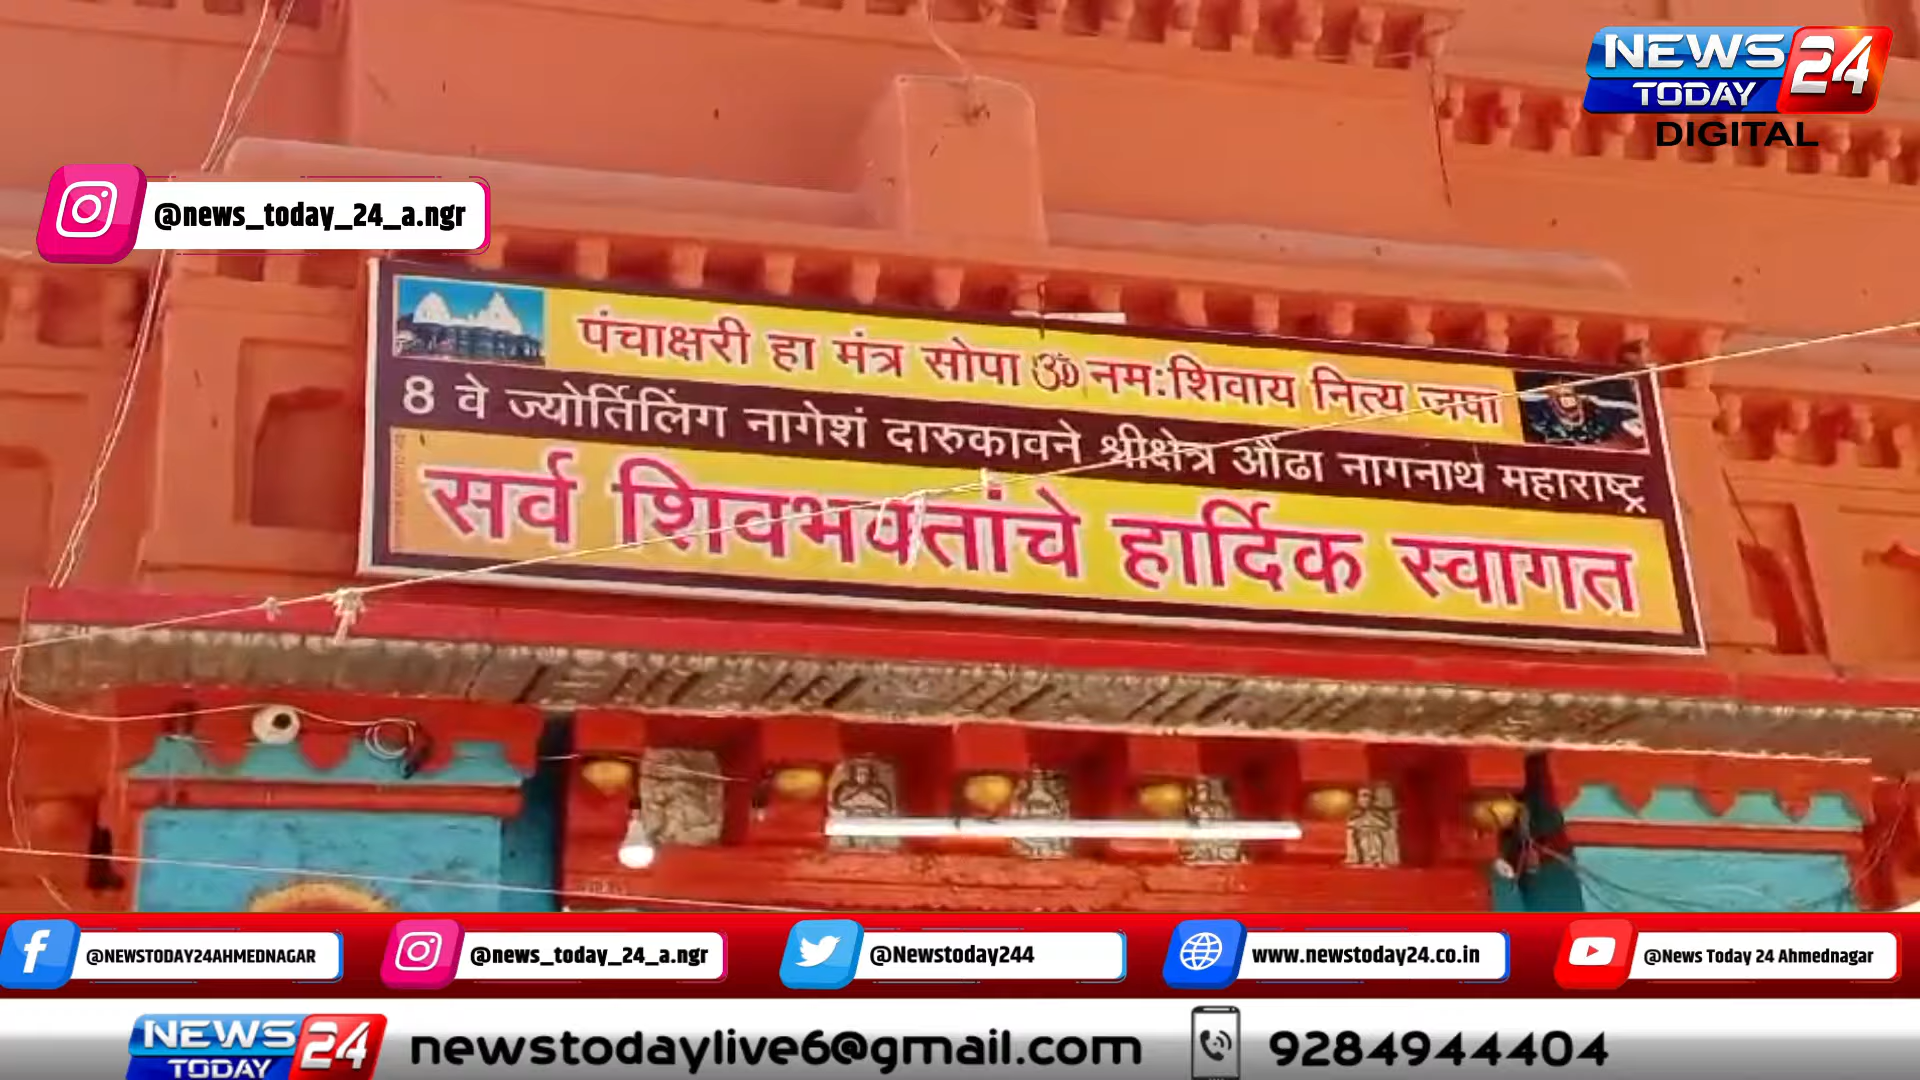 NEWS 24
TODAY
DIGITAL
@news_today_24_a.ngr
पंचाक्षरी हा मंत्र सोपा ॐ नमःशिवाय नित्य जपा
8 वे ज्योर्तिलिंग नागेशं दारुकावने श्रीक्षेत्र औंढा नागनाथ महाराष्ट्र
सर्व शिवभक्तांचे हार्दिक स्वागत
@NEWSTODAY24AHMEDNAGAR @news_today_24_a.ngr @Newstoday244 www.newstoday24.co.in @News Today 24 Ahmednagar
NEWS 24
TODAY
newstodaylive6@gmail.com 9284944404